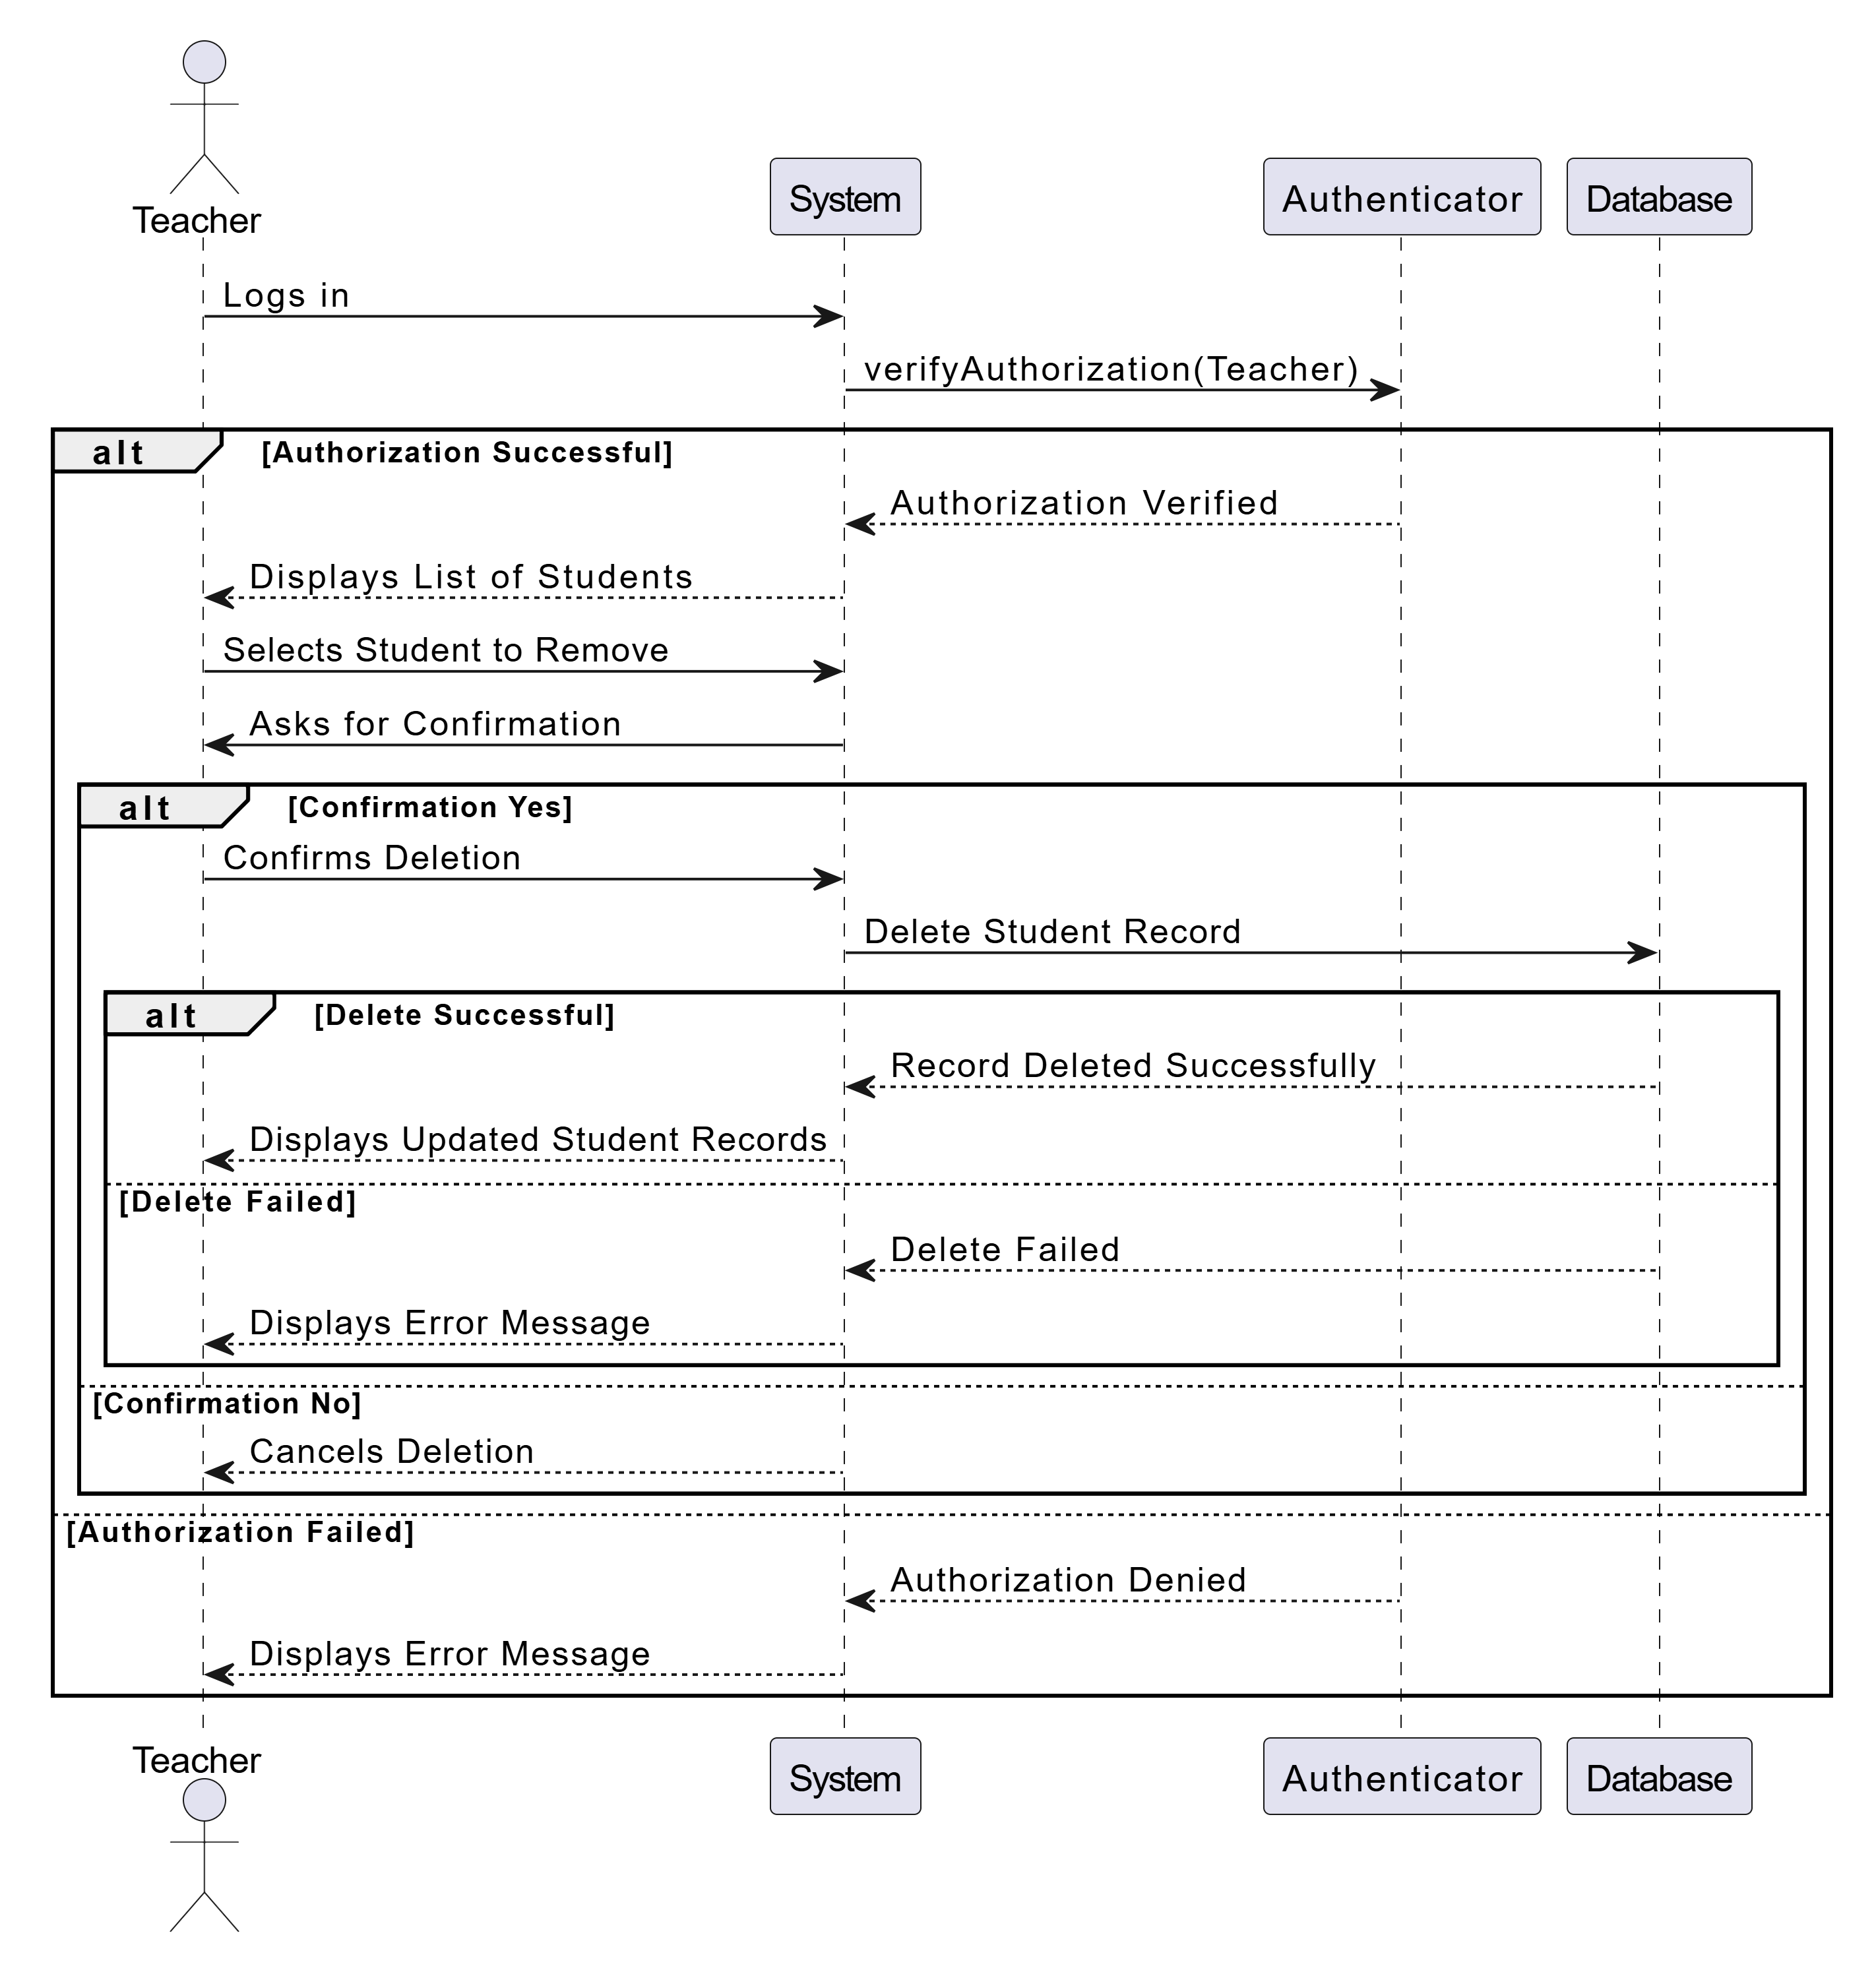 Teacher
System
Authenticator
Database
Logs in
verifyAuthorization(Teacher)
alt
[Authorization Successful]
Authorization Verified
Displays List of Students
Selects Student to Remove
Asks for Confirmation
alt
[Confirmation Yes]
Confirms Deletion
Delete Student Record
alt
[Delete Successful]
Record Deleted Successfully
Displays Updated Student Records
[Delete Failed]
Delete Failed
Displays Error Message
[Confirmation No]
Cancels Deletion
[Authorization Failed]
Authorization Denied
Displays Error Message
Teacher
System
Authenticator
Database